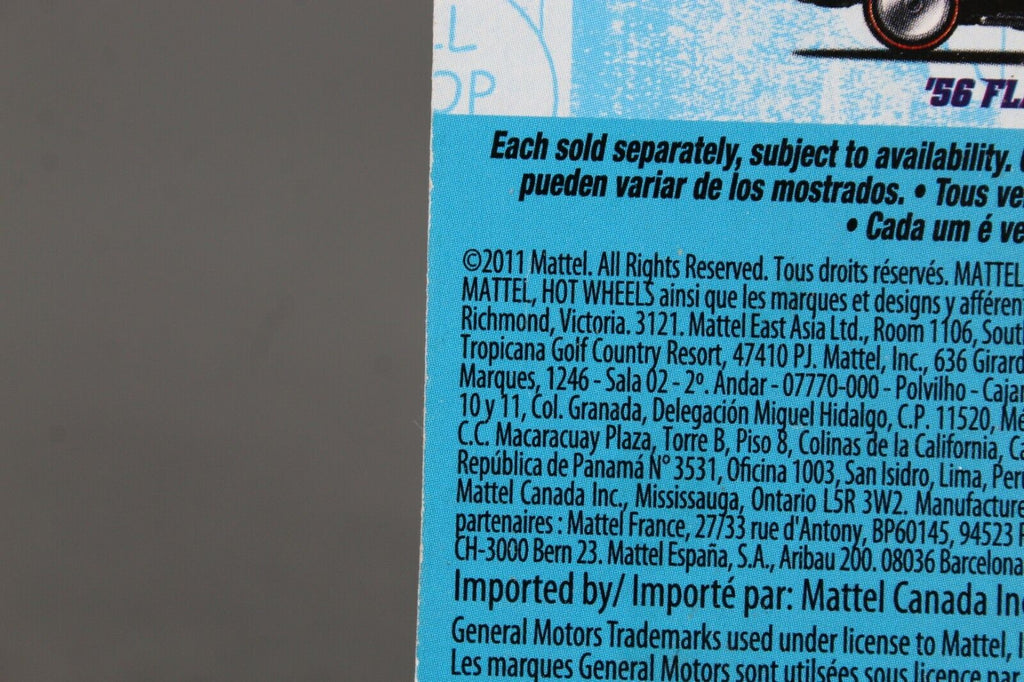 LL
OP
'56 FL
Each sold separately, subject to availability.
pueden variar de los mostrados. • Tous ve
• Cada um é ve
©2011 Mattel. All Rights Reserved. Tous droits réservés. MATTEL
MATTEL, HOT WHEELS ainsi que les marques et designs y afféren
Richmond, Victoria. 3121. Mattel East Asia Ltd., Room 1106, Sout
Tropicana Golf Country Resort, 47410 PJ. Mattel, Inc., 636 Girar
Marques, 1246 - Sala 02 - 2º. Andar - 07770-000 - Polvilho - Caja
10 y 11, Col. Granada, Delegación Miguel Hidalgo, C.P. 11520, Mé
C.C. Macaracuay Plaza, Torre B, Piso 8, Colinas de la California, Ca
República de Panamá N° 3531, Oficina 1003, San Isidro, Lima, Per
Mattel Canada Inc., Mississauga, Ontario L5R 3W2. Manufacture
partenaires : Mattel France, 27/33 rue d'Antony, BP60145, 94523
CH-3000 Bern 23. Mattel España, S.A., Aribau 200. 08036 Barcelona
Imported by/ Importé par: Mattel Canada In
General Motors Trademarks used under license to Mattel, I
Les marques General Motors sont utilsées sous licence par